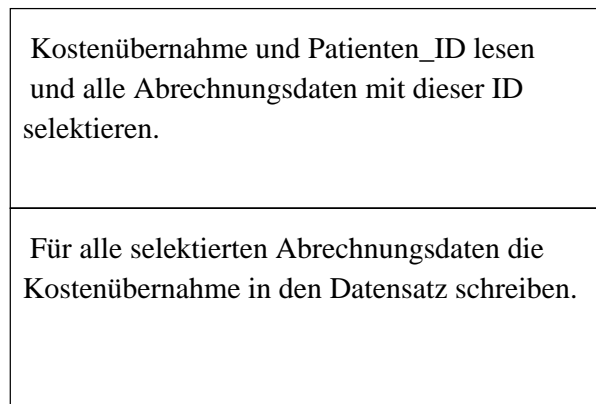 Kostenübernahme und Patienten_ID lesen
und alle Abrechnungsdaten mit dieser ID
selektieren.
Für alle selektierten Abrechnungsdaten die
Kostenübernahme in den Datensatz schreiben.